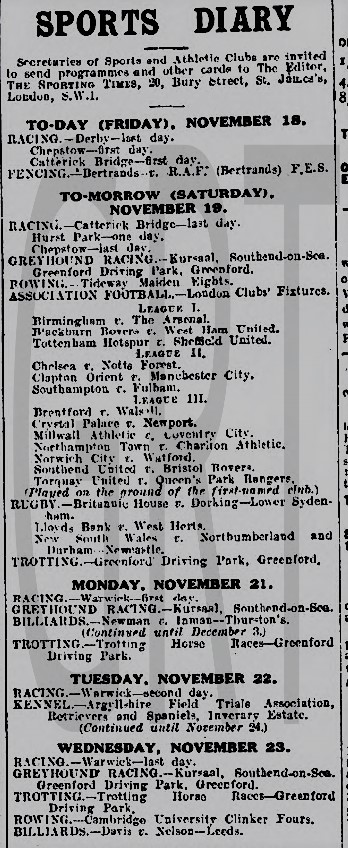 SPORTS DIARY
Secretaries of Sports and Athletic Clubs are invited
to send programmes and other cards to The Editor,
THE SPORTING TIMES, 20, Bury Street, St. James's,
London, S.W.1.
TO-DAY (FRIDAY), NOVEMBER 18.
RACING.—Derby—last day.
Chepstow—first day.
Catterick Bridge—first day.
FENCING.—Bertrands v. R.A.F. (Bertrands) F.E.S.
TO-MORROW (SATURDAY),
NOVEMBER 19.
RACING.—Catterick Bridge—last day.
Hurst Park—one day.
Chepstow—last day.
GREYHOUND RACING.—Kursaal, Southend-on-Sea.
Greenford Driving Park, Greenford.
ROWING.—Tideway Maiden Eights.
ASSOCIATION FOOTBALL.—London Clubs' Fixtures.
LEAGUE I.
Birmingham v. The Arsenal.
Blackburn Rovers v. West Ham United.
Tottenham Hotspur v. Sheffield United.
LEAGUE II.
Chelsea v. Notts Forest.
Clapton Orient v. Manchester City.
Southampton v. Fulham.
LEAGUE III.
Brentford v. Walsall.
Crystal Palace v. Newport.
Millwall Athletic v. Coventry City.
Northampton Town v. Charlton Athletic.
Norwich City v. Watford.
Southend United v. Bristol Rovers.
Torquay United v. Queen's Park Rangers.
(Played on the ground of the first-named club.)
RUGBY.—Britannic House v. Dorking—Lower Syden-
ham.
Lloyds Bank v. West Herts.
New South Wales v. Northumberland and
Durham—Newcastle.
TROTTING.—Greenford Driving Park, Greenford.
MONDAY, NOVEMBER 21.
RACING.—Warwick—first day.
GREYHOUND RACING.—Kursaal, Southend-on-Sea.
BILLIARDS.—Newman v. Inman—Thurston's.
(Continued until December 3.)
TROTTING.—Trotting Horse Races—Greenford
Driving Park.
TUESDAY, NOVEMBER 22.
RACING.—Warwick—second day.
KENNEL.—Argyllshire Field Trials Association,
Retrievers and Spaniels, Inverary Estate.
(Continued until November 24.)
WEDNESDAY, NOVEMBER 23.
RACING.—Warwick—last day.
GREYHOUND RACING.—Kursaal, Southend-on-Sea.
Greenford Driving Park, Greenford.
TROTTING.—Trotting Horse Races—Greenford
Driving Park.
ROWING.—Cambridge University Clinker Fours.
BILLIARDS.—Davis v. Nelson—Leeds.